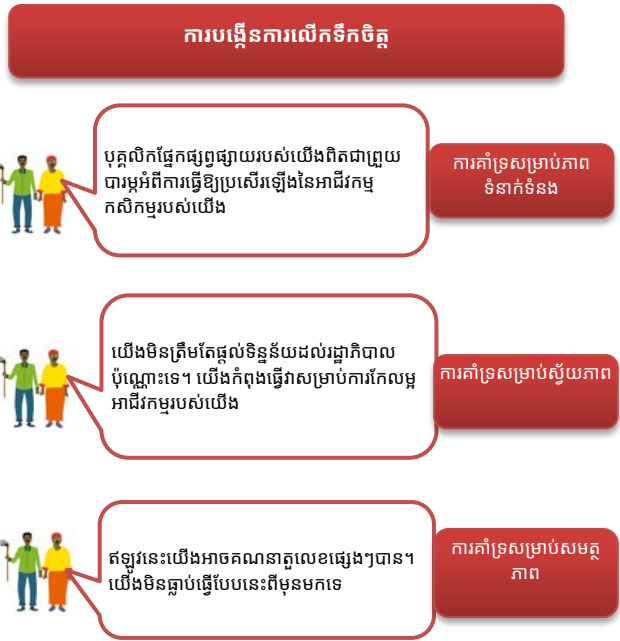 ការបង្កើនការលើកទឹកចិត្ត
បុគ្គលិកផ្នែកផ្សព្វផ្សាយរបស់យើងពិតជាព្រួយ
បារម្ភអំពីការធ្វើឱ្យប្រសើរឡើងនៃអាជីវកម្ម
កសិកម្មរបស់យើង
ការគាំទ្រសម្រាប់ភាព
ទំនាក់ទំនង
យើងមិនត្រឹមតែផ្តល់ទិន្នន័យដល់រដ្ឋាភិបាល
ប៉ុណ្ណោះទេ។ យើងកំពុងធ្វើវាសម្រាប់ការកែលម្អ
អាជីវកម្មរបស់យើង
ការគាំទ្រសម្រាប់ស្វ័យភាព
ឥឡូវនេះយើងអាចគណនាតួលេខផ្សេងៗបាន។
យើងមិនធ្លាប់ធ្វើបែបនេះពីមុនមកទេ
ការគាំទ្រសម្រាប់សមត្ថ
ភាព